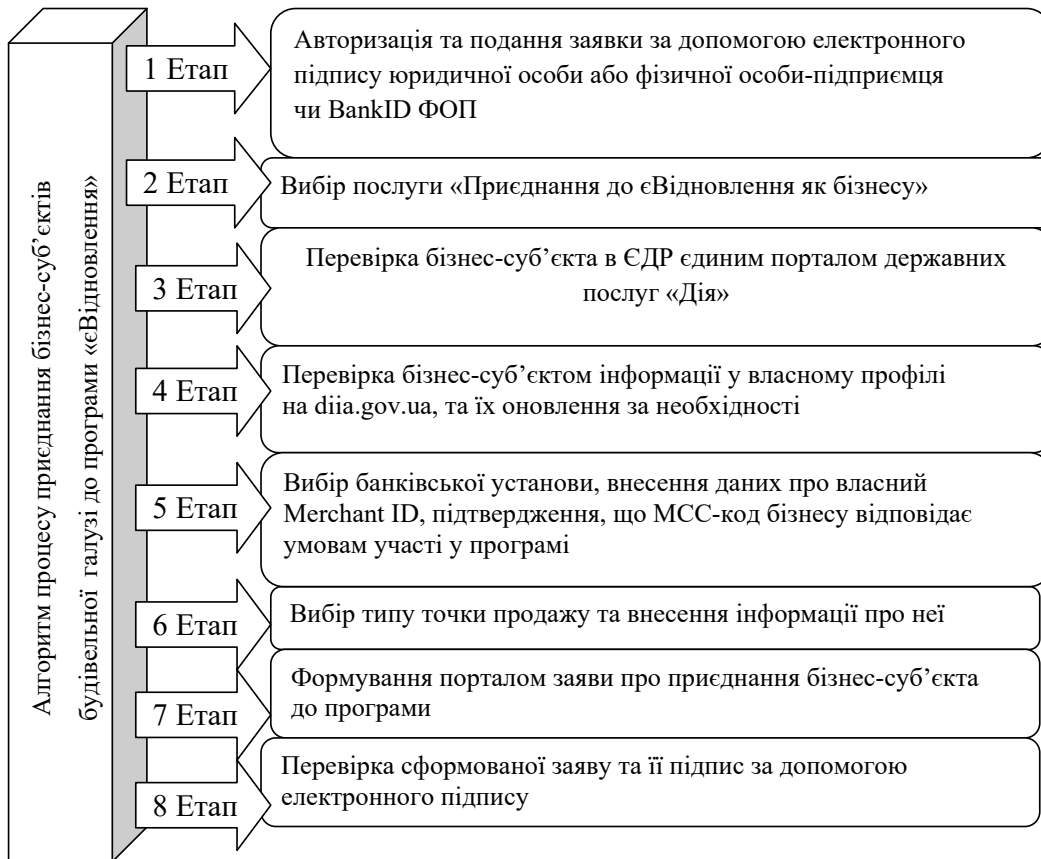 Алгоритм процесу приєднання бізнес-суб’єктів
будівельної галузі до програми «єВідновлення»
1 Етап
Авторизація та подання заявки за допомогою електронного
підпису юридичної особи або фізичної особи-підприємця
чи BankID ФОП
2 Етап
Вибір послуги «Приєднання до єВідновлення як бізнесу»
3 Етап
Перевірка бізнес-суб’єкта в ЄДР єдиним порталом державних
послуг «Дія»
4 Етап
Перевірка бізнес-суб’єктом інформації у власному профілі
на diia.gov.ua, та їх оновлення за необхідності
5 Етап
Вибір банківської установи, внесення даних про власний
Merchant ID, підтвердження, що МСС-код бізнесу відповідає
умовам участі у програмі
6 Етап
Вибір типу точки продажу та внесення інформації про неї
7 Етап
Формування порталом заяви про приєднання бізнес-суб’єкта
до програми
8 Етап
Перевірка сформованої заяву та її підпис за допомогою
електронного підпису